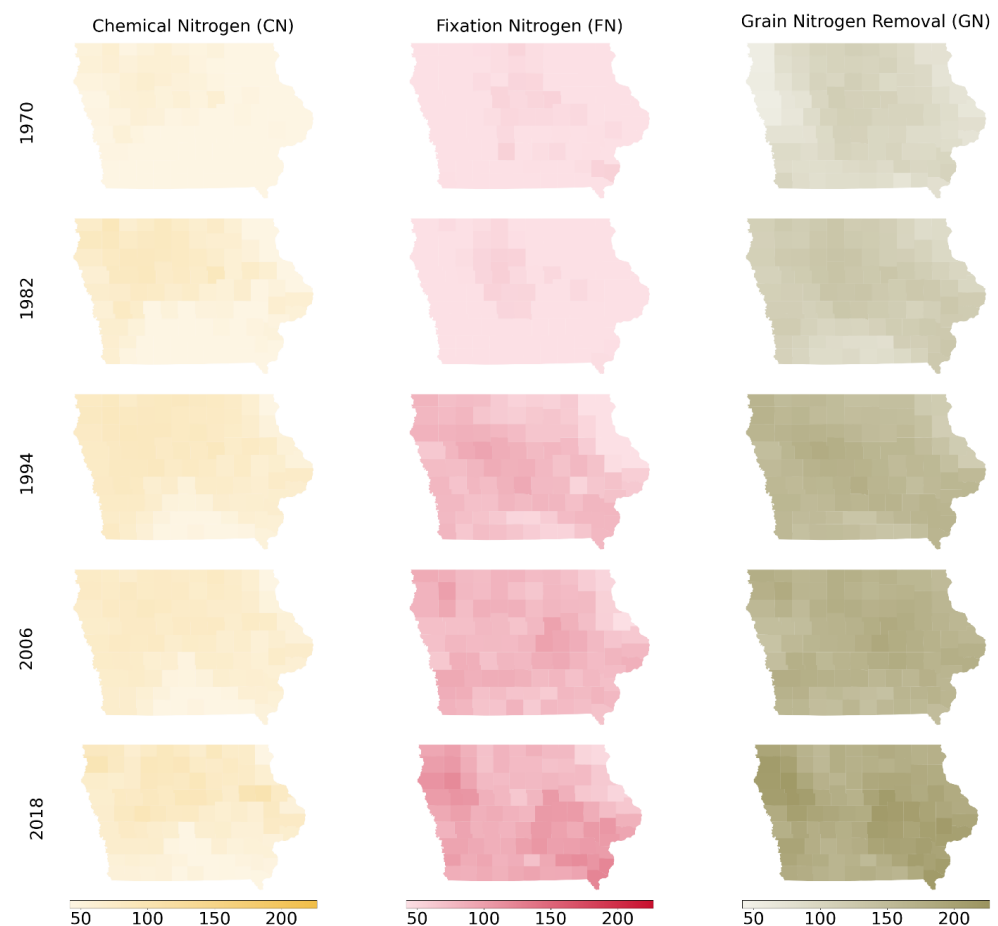 Chemical Nitrogen (CN)
Fixation Nitrogen (FN)
Grain Nitrogen Removal (GN)
1970
1982
1994
2006
2018
50 100 150 200
50 100 150 200
50 100 150 200